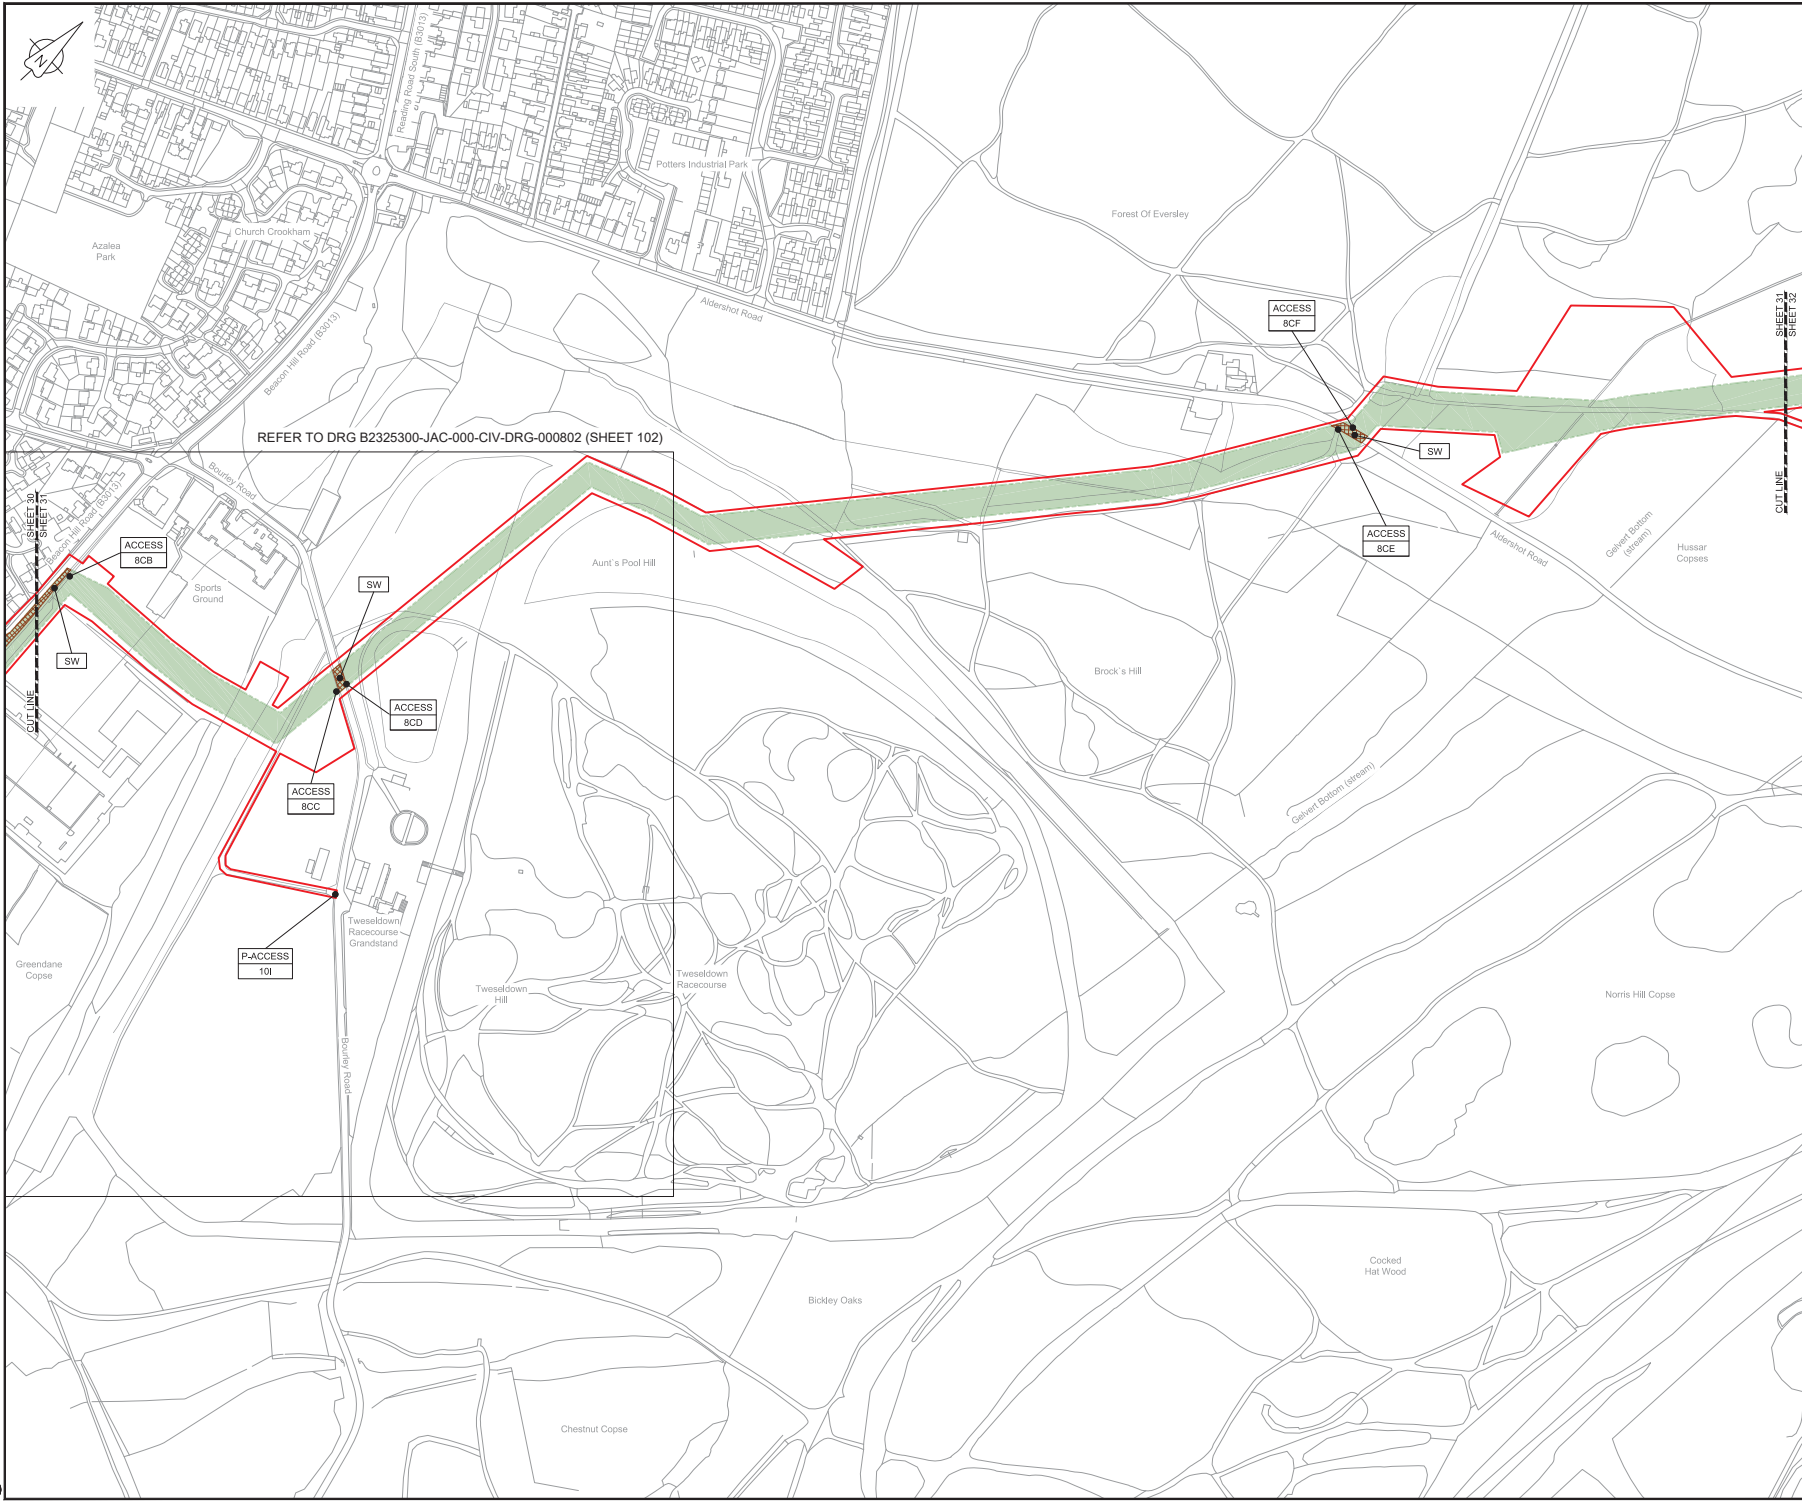 N
Reading Road South (B3013)
Potters Industrial Park
Forest Of Eversley
Church Crookham
Azalea
Park
Beacon Hill Road (B3013)
Aldershot Road
ACCESS
8CF
SHEET 31
SHEET 32
CUT LINE
REFER TO DRG B2325300-JAC-000-CIV-DRG-000802 (SHEET 102)
SW
Bourley Road
SHEET 30
SHEET 31
CUT LINE
Beacon Hill Road (B3013)
ACCESS
8CB
Sports
Ground
SW
SW
Aunt`s Pool Hill
ACCESS
8CE
Aldershot Road
Gelvert Bottom
(stream)
Hussar
Copses
Brock`s Hill
ACCESS
8CD
ACCESS
8CC
Gelvert Bottom (stream)
Tweseldown
Racecourse
Grandstand
P-ACCESS
10I
Greendane
Copse
Tweseldown
Hill
Tweseldown
Racecourse
Norris Hill Copse
Bourley Road
Cocked
Hat Wood
Bickley Oaks
Chestnut Copse